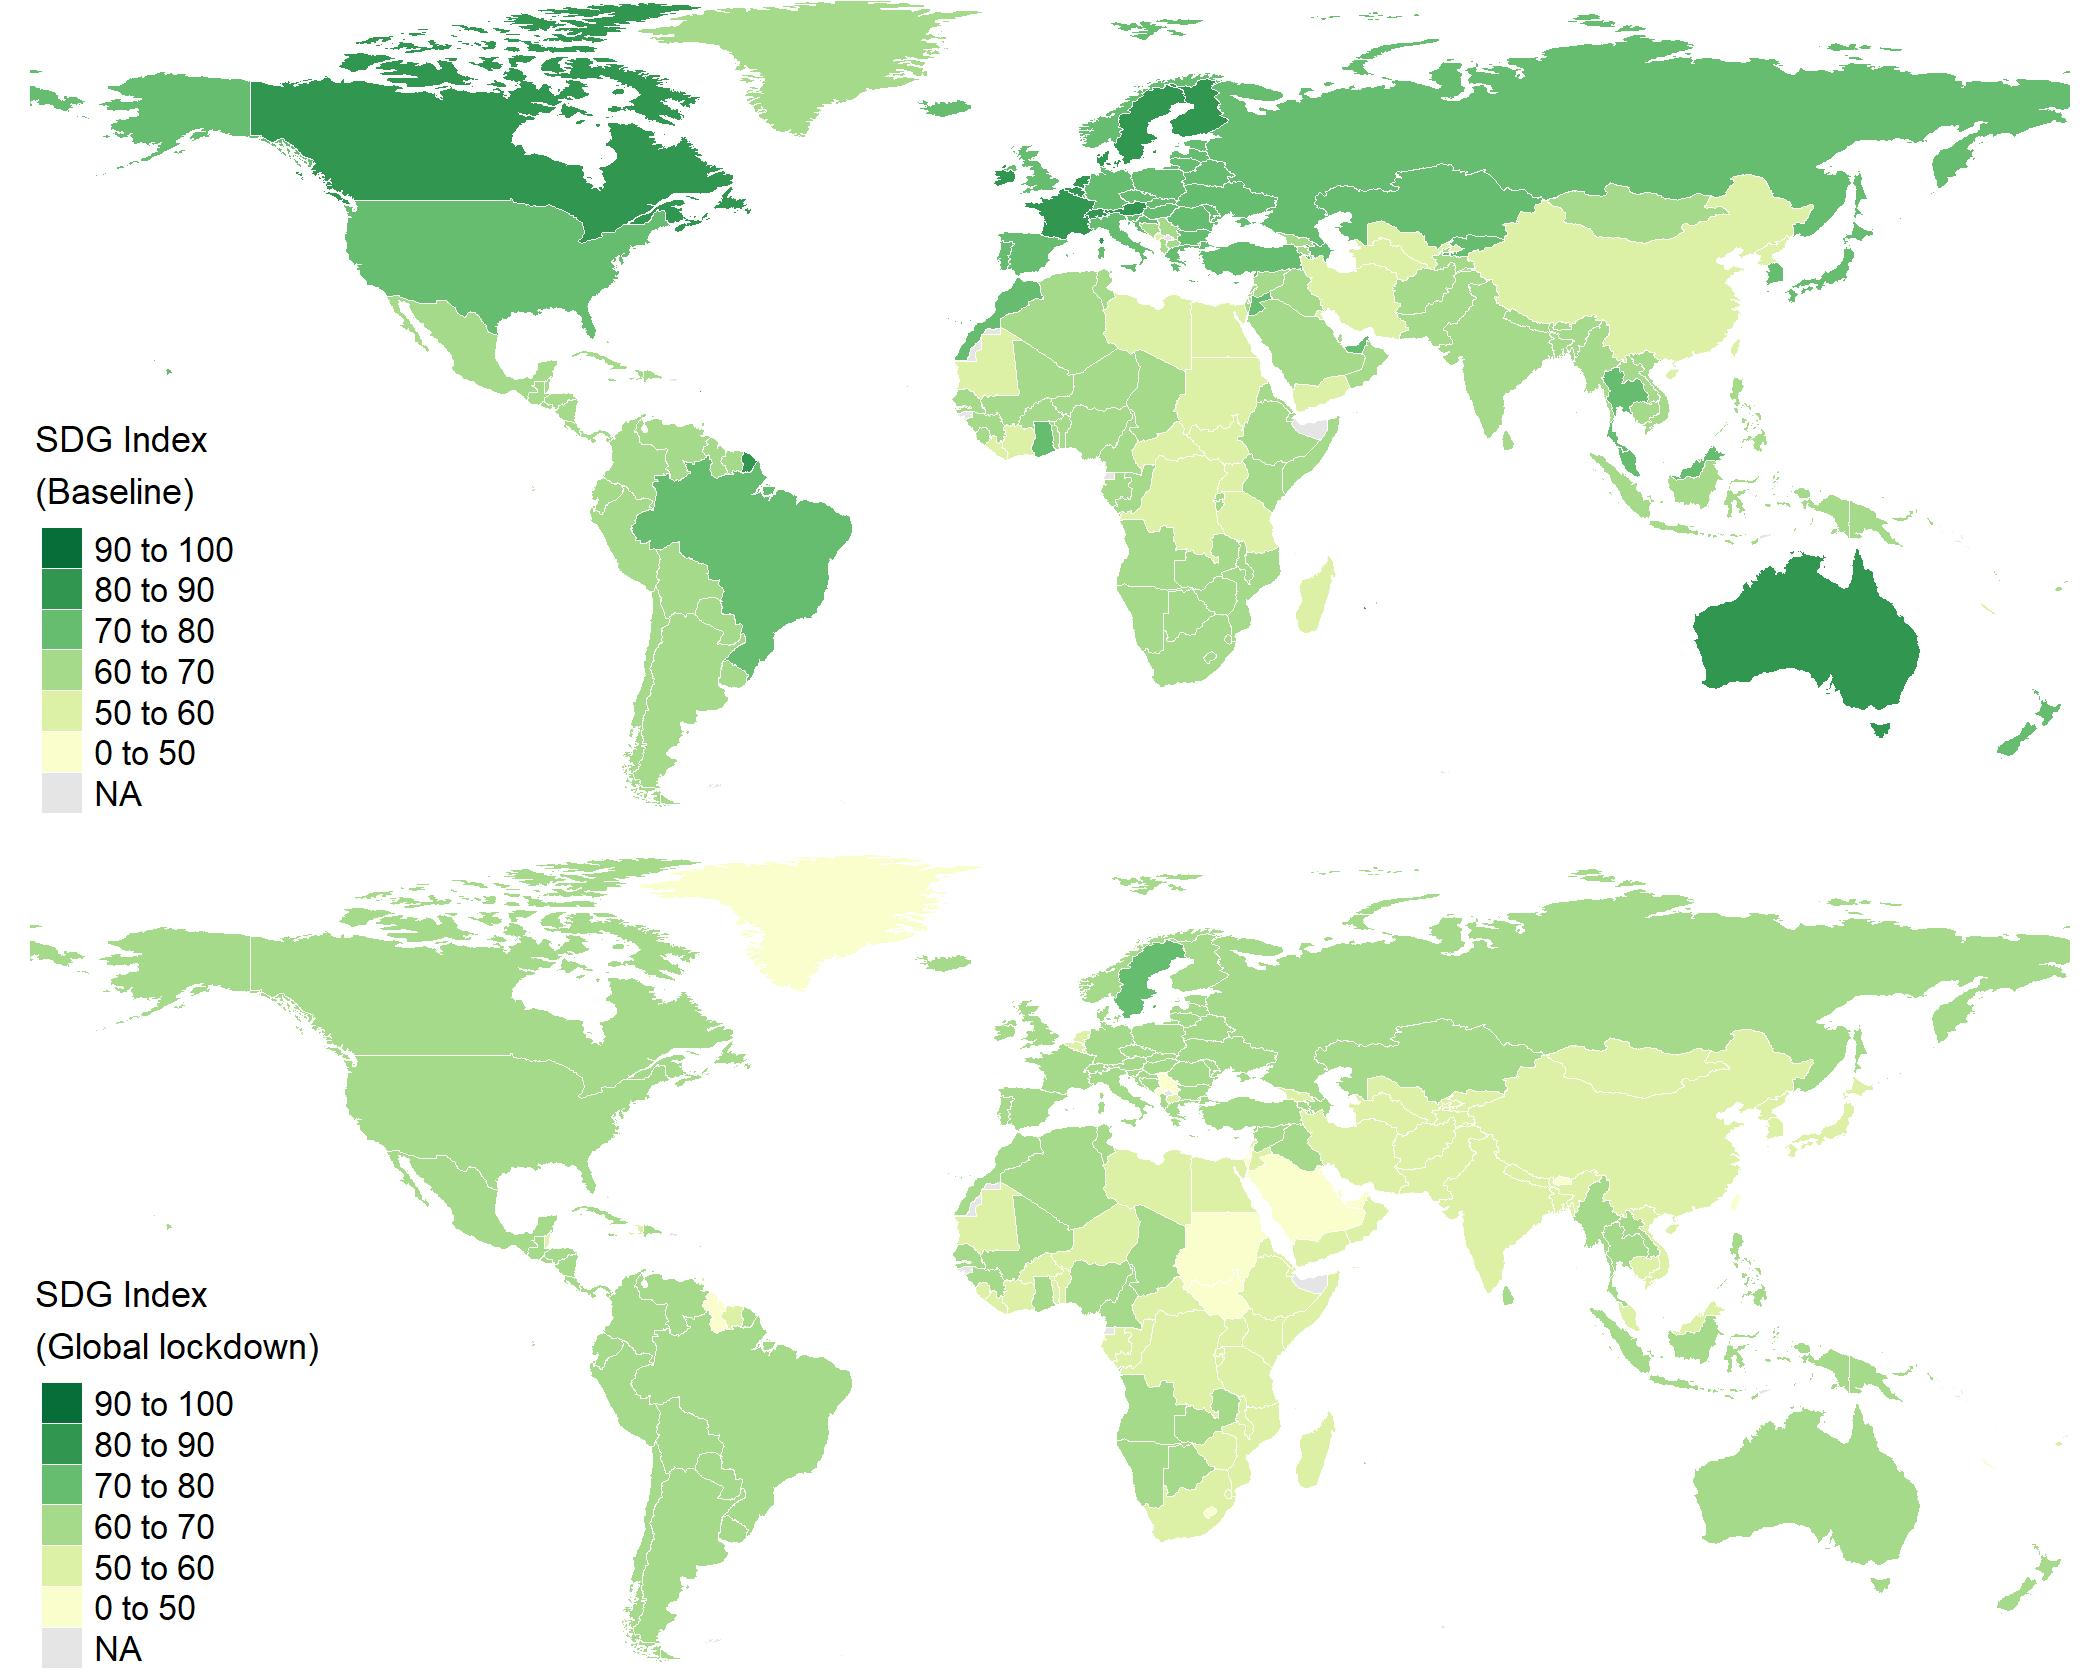 SDG Index
(Baseline)
90 to 100
80 to 90
70 to 80
60 to 70
50 to 60
0 to 50
NA
SDG Index
(Global lockdown)
90 to 100
80 to 90
70 to 80
60 to 70
50 to 60
0 to 50
NA